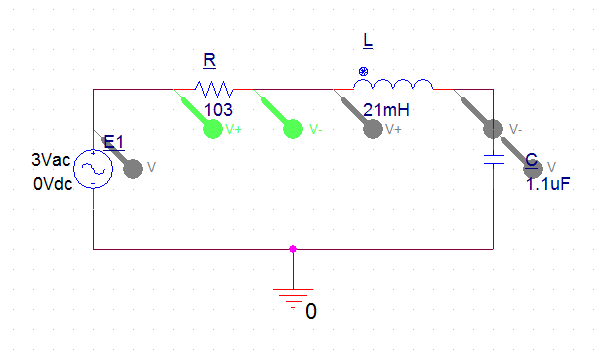 L
R
103
21mH
V+
V-
V+
V-
E1
3Vac
0Vdc
V
C
V
1.1uF
0